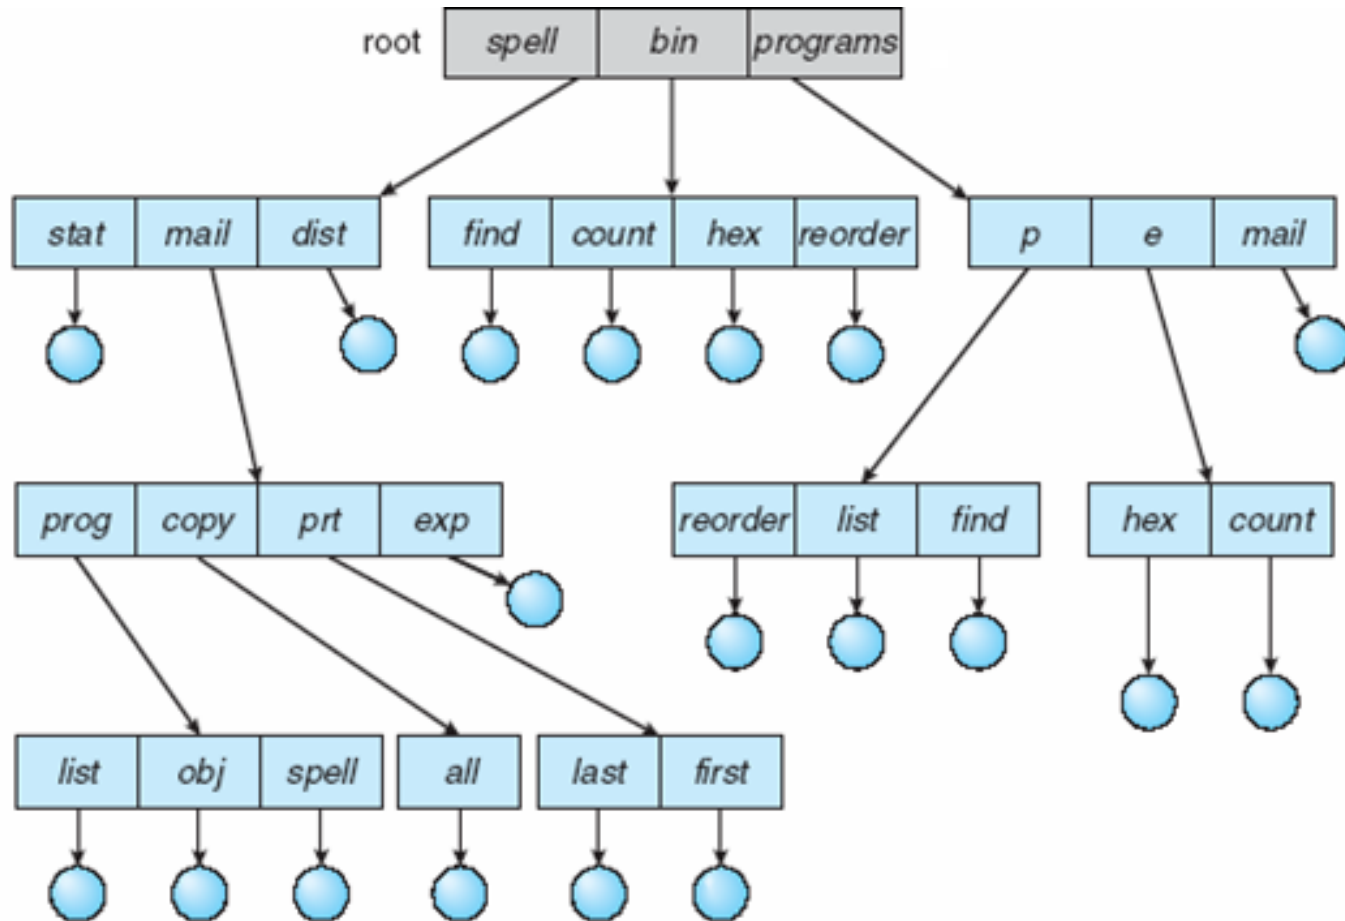 root spell bin programs
stat mail dist find count hex reorder p e mail
prog copy prt exp reorder list find hex count
list obj spell all last first